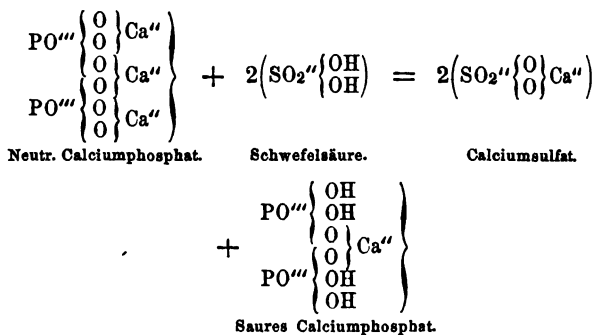 PO‴ { O O } Ca″
{ O O } Ca″
PO‴ { O O } Ca″ } + 2(SO₂″{ OH OH ) = 2(SO₂″{ O O }Ca″)
Neutr. Calciumphosphat. Schwefelsäure. Calciumsulfat.
+ PO‴ { OH OH
O O } Ca″
PO‴ { OH OH }
Saures Calciumphosphat.